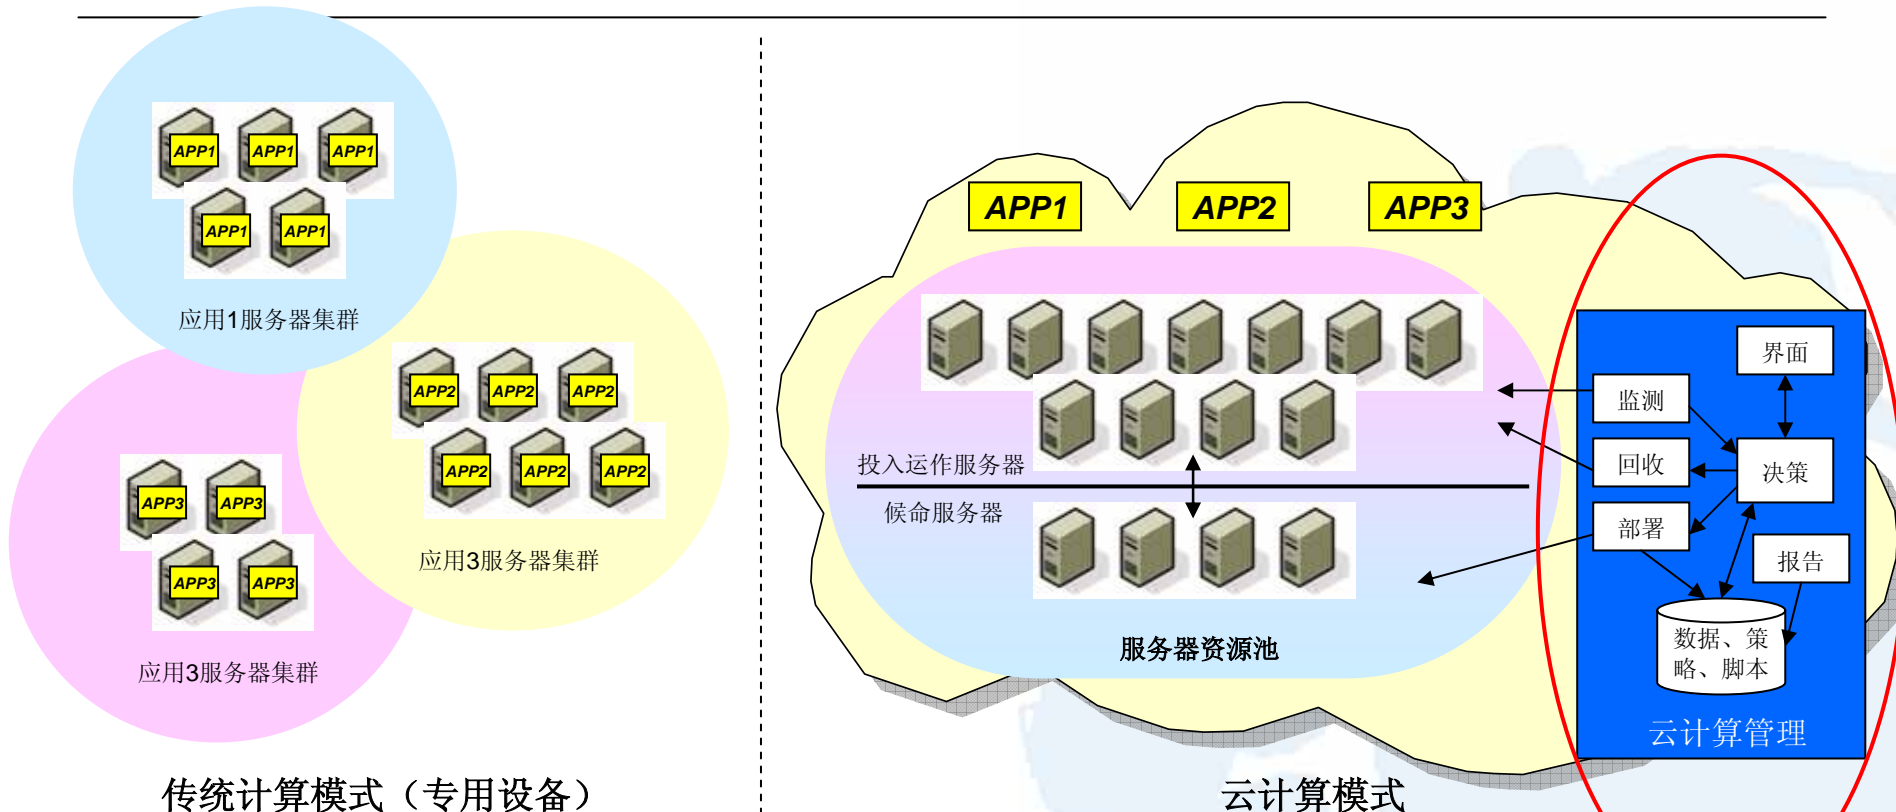 APP1 APP1 APP1
APP1 APP1
应用1服务器集群
APP2 APP2 APP2
APP2 APP2 APP2
应用3服务器集群
APP3 APP3
APP3 APP3
应用3服务器集群
传统计算模式（专用设备）
APP1 APP2 APP3
投入运作服务器
候命服务器
服务器资源池
界面
监测
回收
决策
部署
报告
数据、策
略、脚本
云计算管理
云计算模式